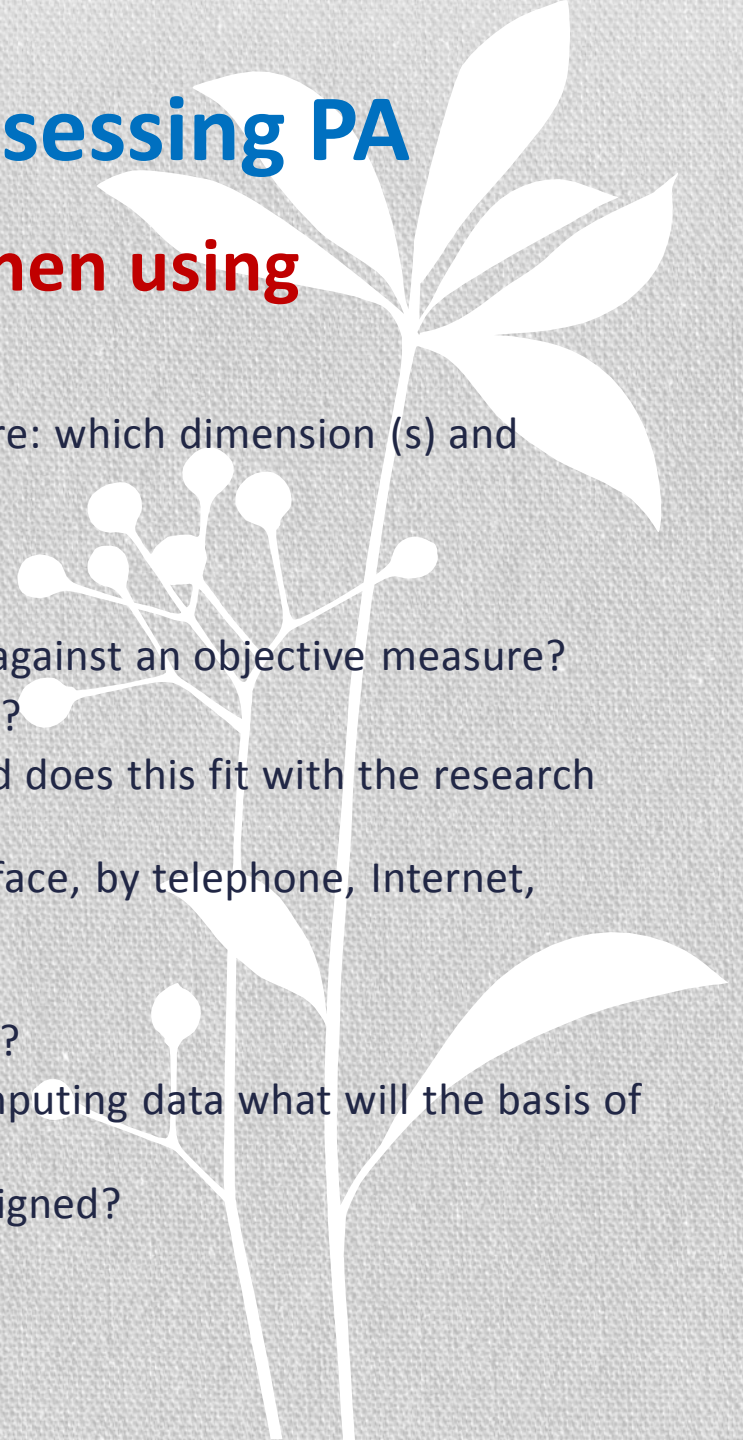 sessing PA
hen using
re: which dimension (s) and
against an objective measure?
?
d does this fit with the research
face, by telephone, Internet,
?
nputing data what will the basis of
igned?